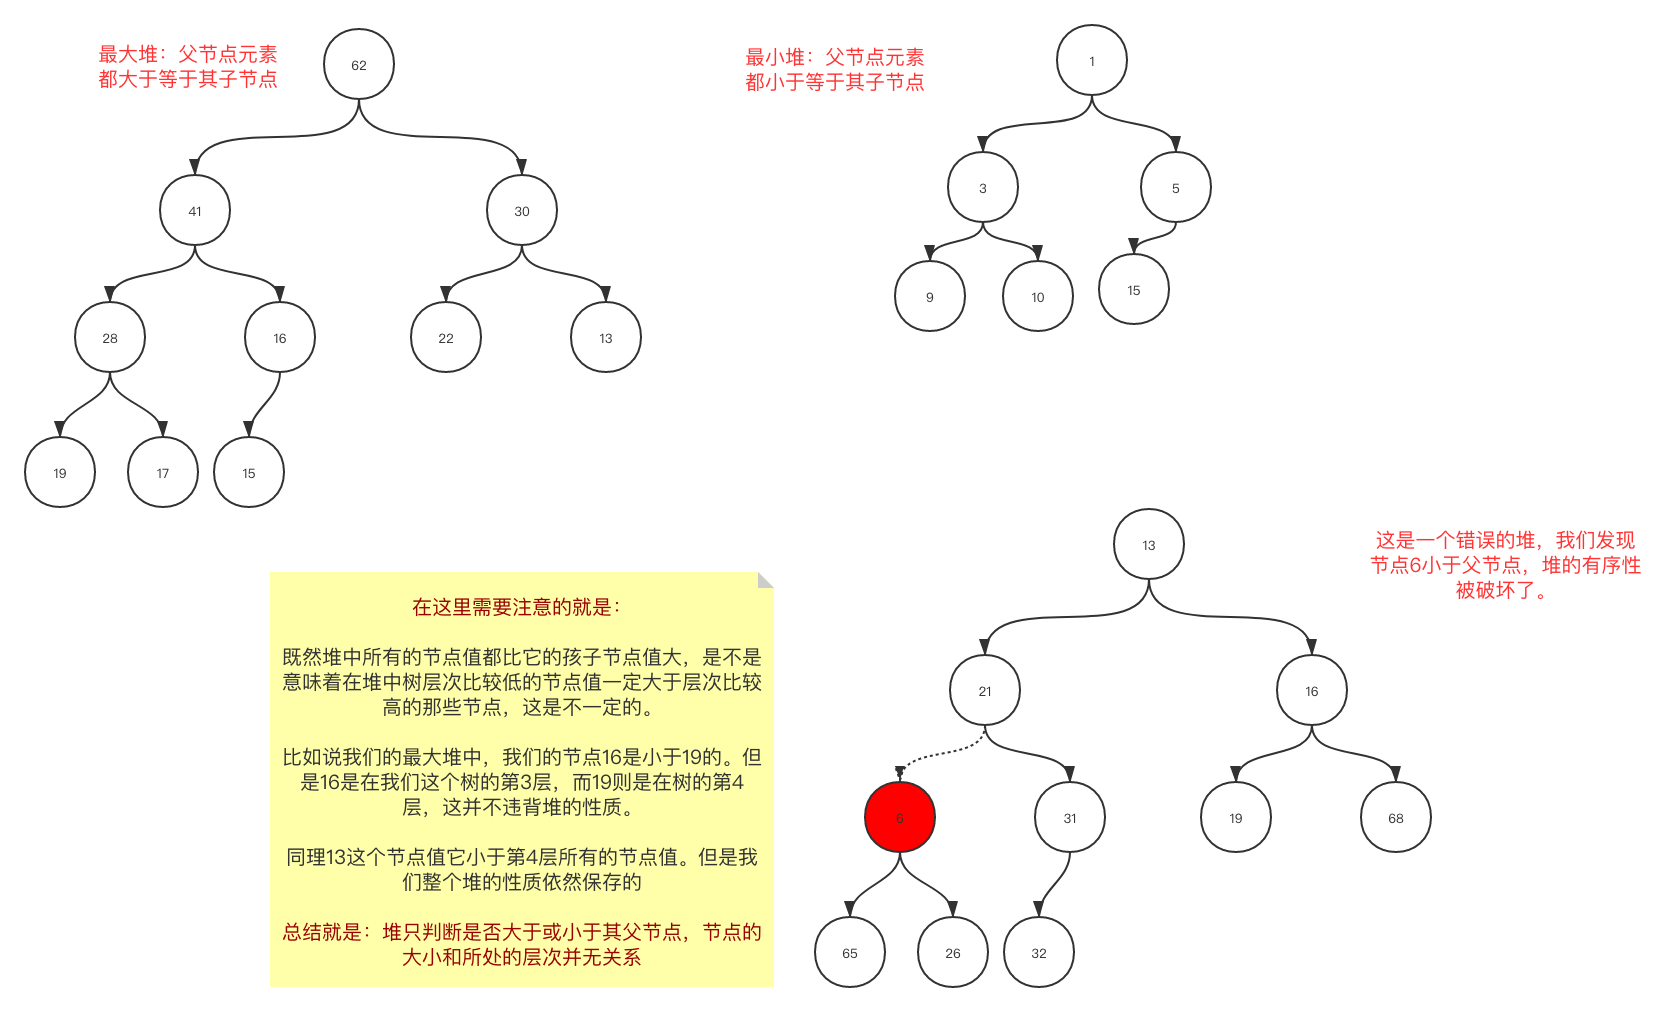 最大堆：父节点元素
都大于等于其子节点
62
41
30
28
16
22
13
19
17
15
最小堆：父节点元素
都小于等于其子节点
1
3
5
9
10
15
这是一个错误的堆，我们发现
节点6小于父节点，堆的有序性
被破坏了。
13
21
16
6
31
19
68
65
26
32
在这里需要注意的就是：
既然堆中所有的节点值都比它的孩子节点值大，是不是
意味着在堆中树层次比较低的节点值一定大于层次比较
高的那些节点，这是不一定的。
比如说我们的最大堆中，我们的节点16是小于19的。但
是16是在我们这个树的第3层，而19则是在树的第4
层，这并不违背堆的性质。
同理13这个节点值它小于第4层所有的节点值。但是我
们整个堆的性质依然保存的
总结就是：堆只判断是否大于或小于其父节点，节点的
大小和所处的层次并无关系